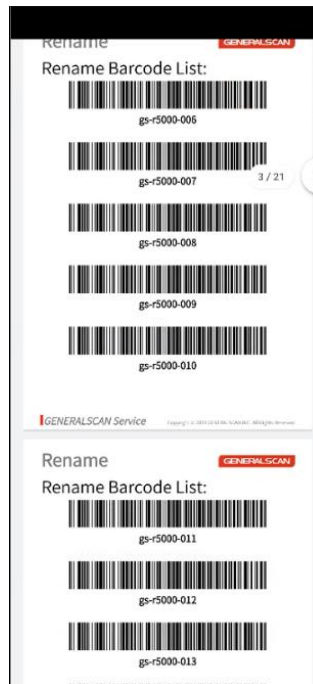 Rename
GENERALSCAN
Rename Barcode List:
gs-r5000-006
gs-r5000-007
3 / 21
gs-r5000-008
gs-r5000-009
gs-r5000-010
GENERALSCAN Service
Rename
GENERALSCAN
Rename Barcode List:
gs-r5000-011
gs-r5000-012
gs-r5000-013